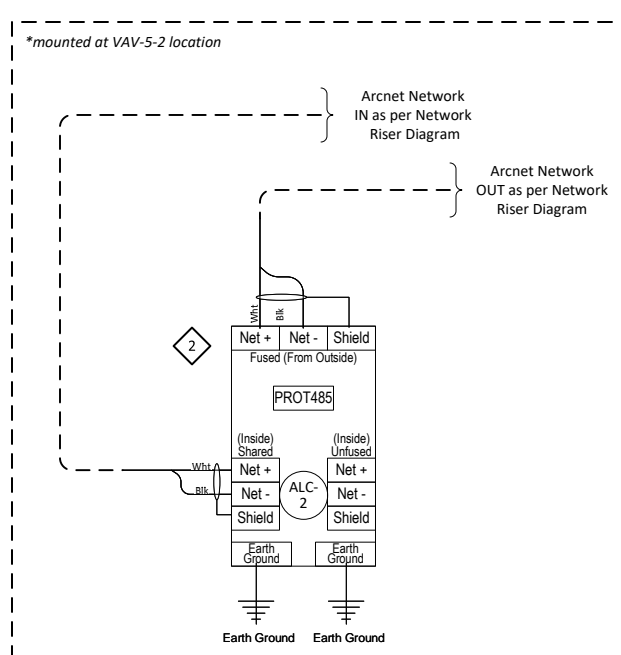 *mounted at VAV-5-2 location
Arcnet Network
IN as per Network
Riser Diagram
Arcnet Network
OUT as per Network
Riser Diagram
Wht
Blk
2
Net + Net - Shield
Fused (From Outside)
PROT485
(Inside)
Shared
(Inside)
Unfused
Wht
Net +
Net +
Blk
Net -
ALC-
2
Net -
Shield
Shield
Earth
Ground
Earth
Ground
Earth Ground
Earth Ground